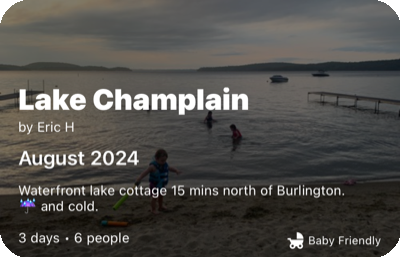 Lake Champlain
by Eric H
August 2024
Waterfront lake cottage 15 mins north of Burlington.
☔ and cold.
3 days • 6 people
Baby Friendly